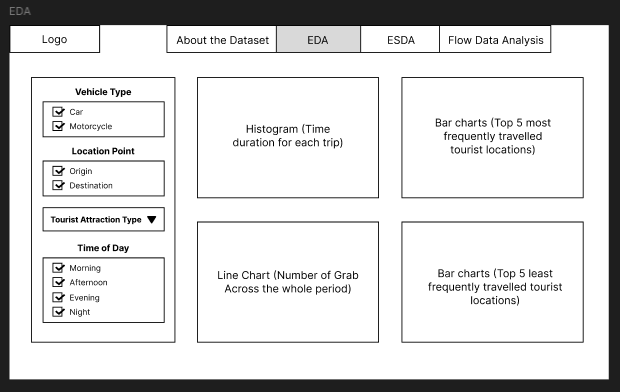 EDA
Logo
About the Dataset
EDA
ESDA
Flow Data Analysis
Vehicle Type
Car
Motorcycle
Location Point
Origin
Destination
Tourist Attraction Type
Time of Day
Morning
Afternoon
Evening
Night
Histogram (Time
duration for each trip)
Bar charts (Top 5 most
frequently travelled
tourist locations)
Line Chart (Number of Grab
Across the whole period)
Bar charts (Top 5 least
frequently travelled tourist
locations)